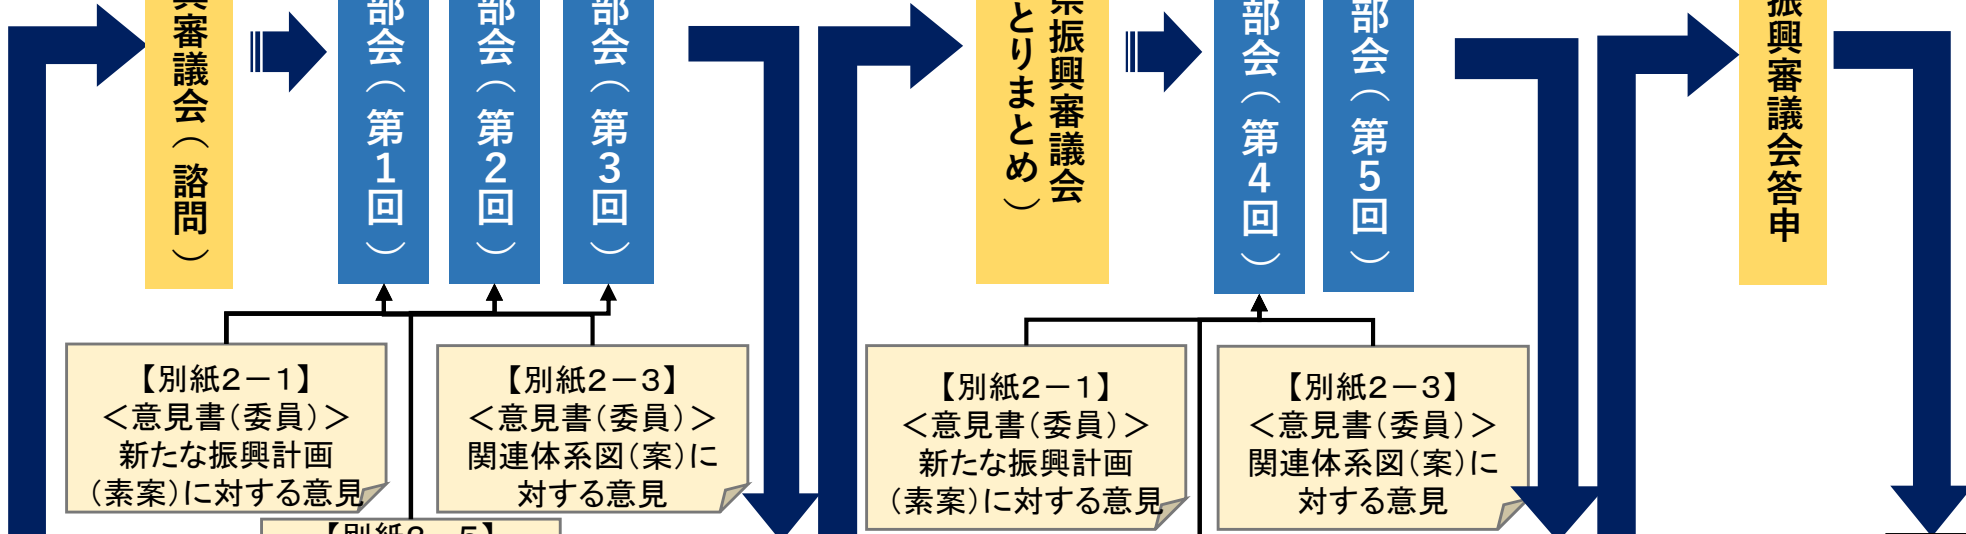 審議会（諮問）
部会（第1回）
部会（第2回）
部会（第3回）
県振興審議会
とりまとめ）
部会（第4回）
部会（第5回）
振興審議会答申
【別紙２－１】
＜意見書（委員）＞
新たな振興計画
（素案）に対する意見
【別紙２－３】
＜意見書（委員）＞
関連体系図（案）に
対する意見
【別紙２－１】
＜意見書（委員）＞
新たな振興計画
（素案）に対する意見
【別紙２－３】
＜意見書（委員）＞
関連体系図（案）に
対する意見
【別紙２－５】